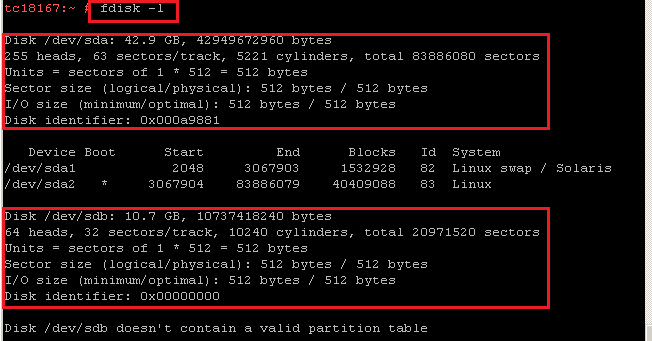 tc18167:~ # fdisk -l
Disk /dev/sda: 42.9 GB, 42949672960 bytes
255 heads, 63 sectors/track, 5221 cylinders, total 83886080 sectors
Units = sectors of 1 * 512 = 512 bytes
Sector size (logical/physical): 512 bytes / 512 bytes
I/O size (minimum/optimal): 512 bytes / 512 bytes
Disk identifier: 0x000a9881
Device Boot Start End Blocks Id System
/dev/sda1 2048 3067903 1532928 82 Linux swap / Solaris
/dev/sda2 * 3067904 83886079 40409088 83 Linux
Disk /dev/sdb: 10.7 GB, 10737418240 bytes
64 heads, 32 sectors/track, 10240 cylinders, total 20971520 sectors
Units = sectors of 1 * 512 = 512 bytes
Sector size (logical/physical): 512 bytes / 512 bytes
I/O size (minimum/optimal): 512 bytes / 512 bytes
Disk identifier: 0x00000000
Disk /dev/sdb doesn't contain a valid partition table